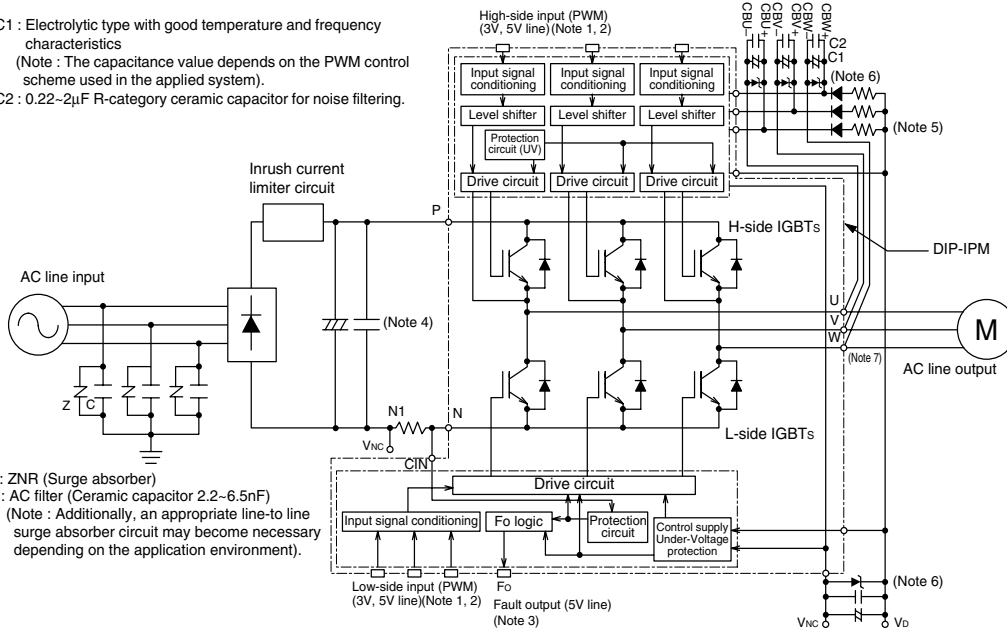 C1 : Electrolytic type with good temperature and frequency
characteristics
(Note : The capacitance value depends on the PWM control
scheme used in the applied system).
C2 : 0.22~2μF R-category ceramic capacitor for noise filtering.
High-side input (PWM)
(3V, 5V line)(Note 1, 2)
CBU–
CBU+
CBV–
CBV+
CBW–
CBW+
C2
C1
(Note 6)
(Note 5)
Input signal
conditioning
Input signal
conditioning
Input signal
conditioning
Level shifter
Level shifter
Level shifter
Protection
circuit (UV)
Drive circuit
Drive circuit
Drive circuit
Inrush current
limiter circuit
P
H-side IGBTs
DIP-IPM
AC line input
(Note 4)
U
V
W
(Note 7)
M
AC line output
Z
C
N1
N
VNC
CIN
L-side IGBTs
: ZNR (Surge absorber)
: AC filter (Ceramic capacitor 2.2~6.5nF)
(Note : Additionally, an appropriate line-to line
surge absorber circuit may become necessary
depending on the application environment).
Drive circuit
Input signal conditioning
Fo logic
Protection
circuit
Control supply
Under-Voltage
protection
Low-side input (PWM)
(3V, 5V line)(Note 1, 2)
FO
Fault output (5V line)
(Note 3)
(Note 6)
VNC
VD